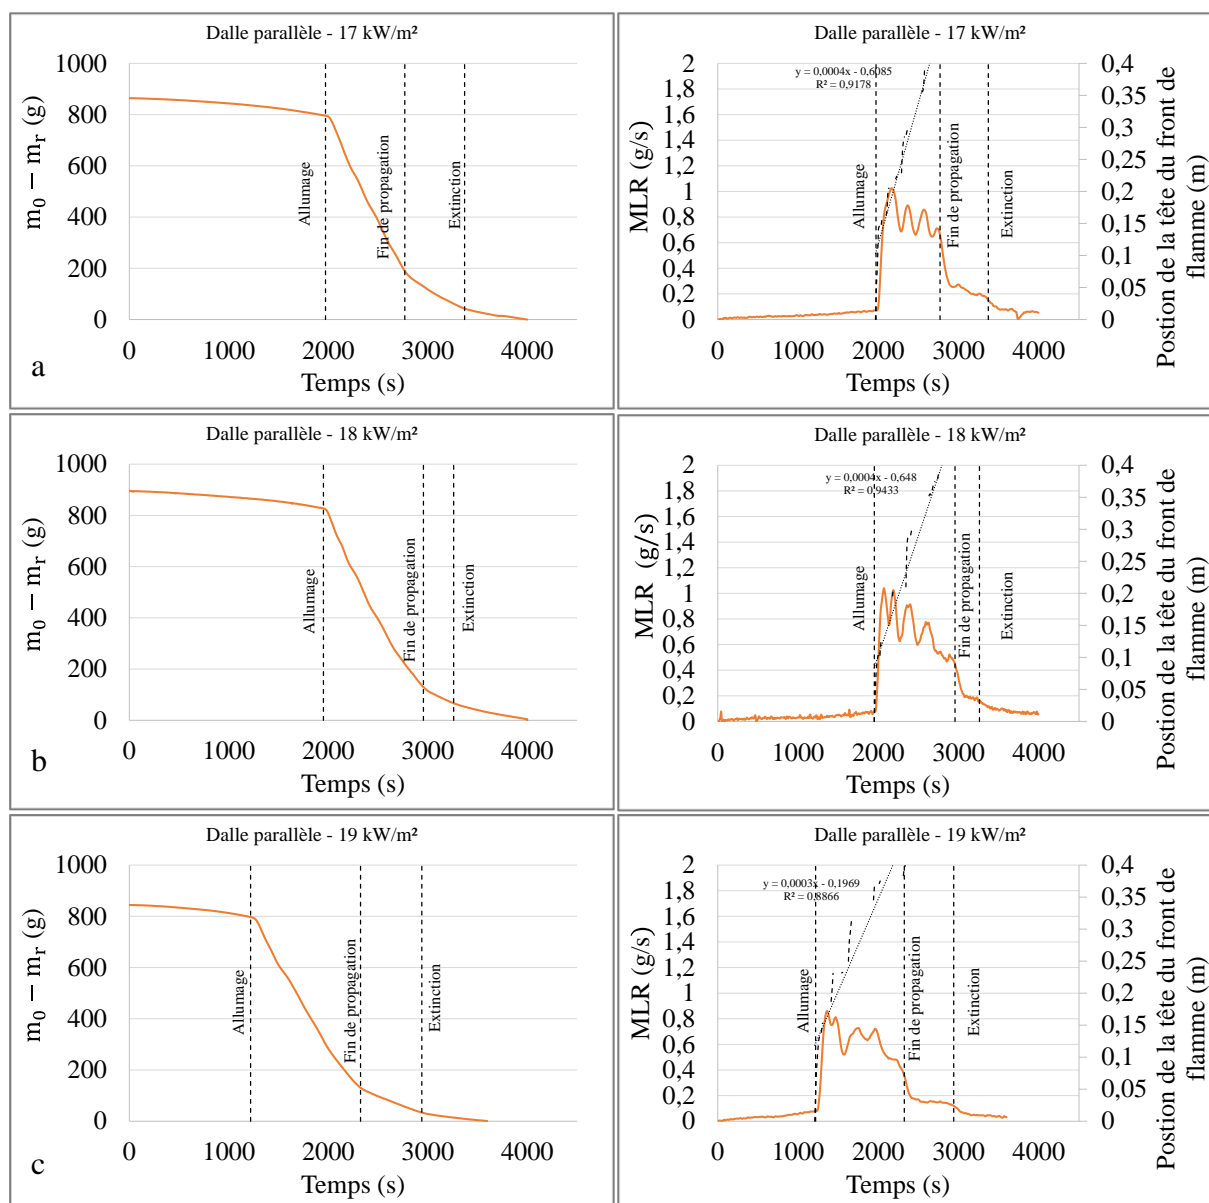 Dalle parallèle - 17 kW/m²
m₀ – mᵣ (g)
1000
800
600
400
200
0
Allumage
Fin de propagation
Extinction
0 1000 2000 3000 4000
Temps (s)
a
Dalle parallèle - 17 kW/m²
y = 0,0004x - 0,6085
R² = 0,9178
MLR (g/s)
2
1,8
1,6
1,4
1,2
1
0,8
0,6
0,4
0,2
0
Allumage
Fin de propagation
Extinction
0,4
0,35
0,3
0,25
0,2
0,15
0,1
0,05
0
Postion de la tête du front de
flamme (m)
0 1000 2000 3000 4000
Temps (s)
Dalle parallèle - 18 kW/m²
m₀ – mᵣ (g)
1000
800
600
400
200
0
Allumage
Fin de propagation
Extinction
0 1000 2000 3000 4000
Temps (s)
b
Dalle parallèle - 18 kW/m²
y = 0,0004x - 0,648
R² = 0,9433
MLR (g/s)
2
1,8
1,6
1,4
1,2
1
0,8
0,6
0,4
0,2
0
Allumage
Fin de propagation
Extinction
0,4
0,35
0,3
0,25
0,2
0,15
0,1
0,05
0
Postion de la tête du front de
flamme (m)
0 1000 2000 3000 4000
Temps (s)
Dalle parallèle - 19 kW/m²
m₀ – mᵣ (g)
1000
800
600
400
200
0
Allumage
Fin de propagation
Extinction
0 1000 2000 3000 4000
Temps (s)
c
Dalle parallèle - 19 kW/m²
y = 0,0003x - 0,1969
R² = 0,8866
MLR (g/s)
2
1,8
1,6
1,4
1,2
1
0,8
0,6
0,4
0,2
0
Allumage
Fin de propagation
Extinction
0,4
0,35
0,3
0,25
0,2
0,15
0,1
0,05
0
Postion de la tête du front de
flamme (m)
0 1000 2000 3000 4000
Temps (s)